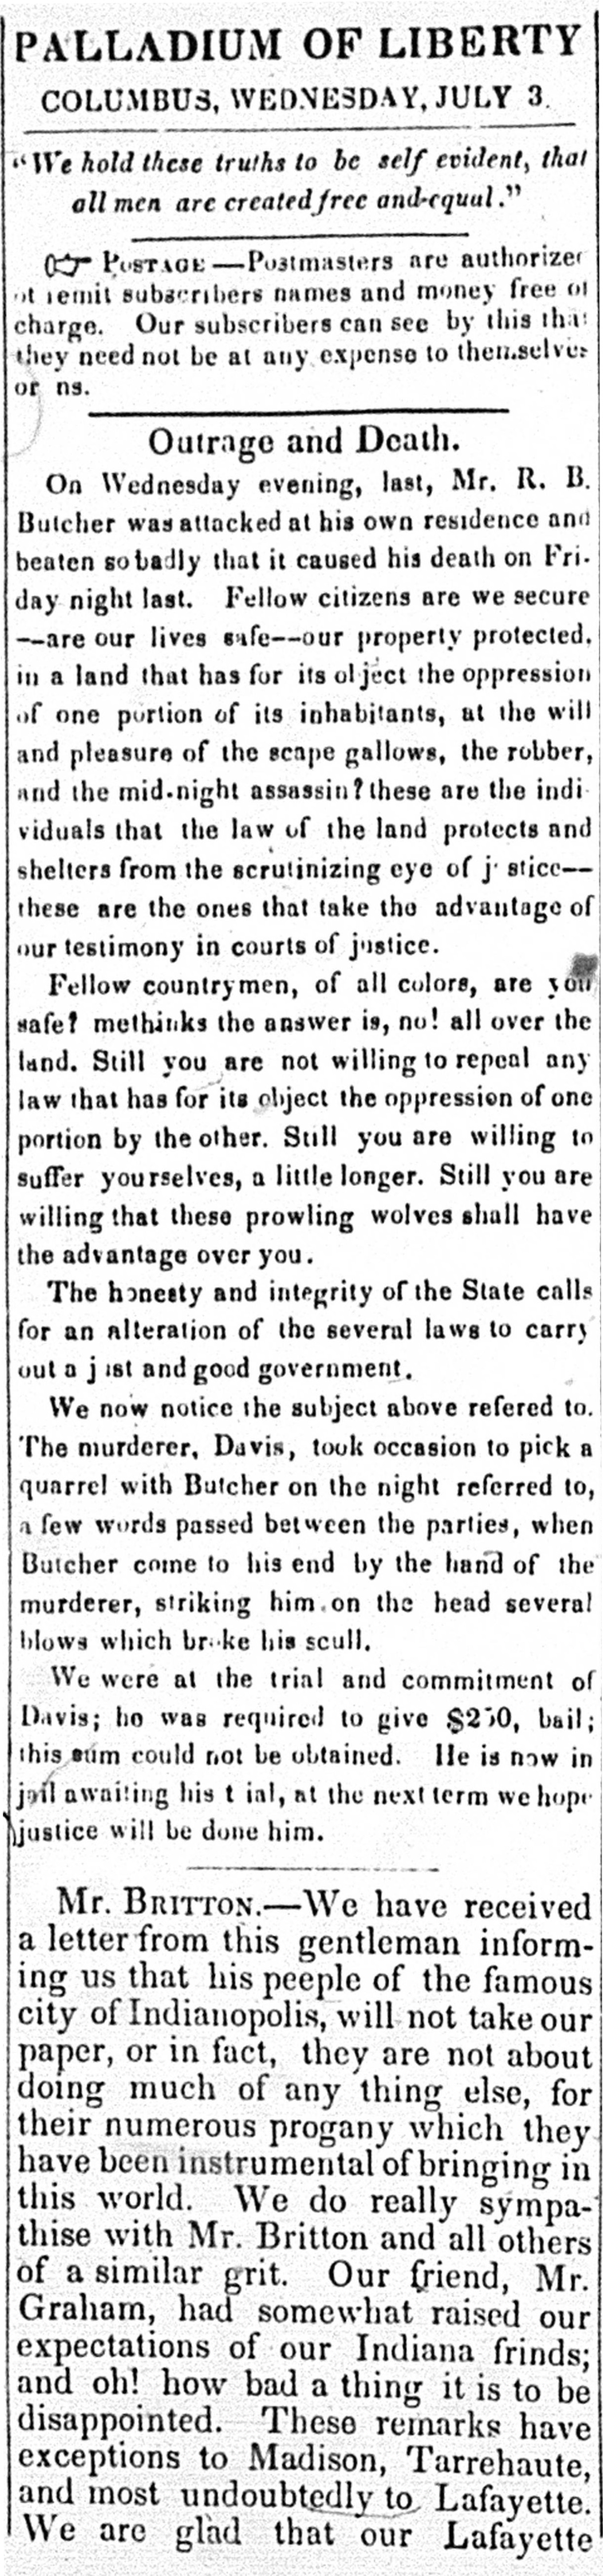 PALLADIUM OF LIBERTY
COLUMBUS, WEDNESDAY, JULY 3.
"We hold these truths to be self evident, that
all men are created free and equal."
POSTAGE—Postmasters are authorizer
ot remit subscribers names and money free of
charge. Our subscribers can see by this that
they need not be at any expense to themselves
or ns.
Outrage and Death.
On Wednesday evening, last, Mr. R. B.
Butcher was attacked at his own residence and
beaten so badly that it caused his death on Fri-
day night last. Fellow citizens are we secure
—are our lives safe—our property protected,
in a land that has for its object the oppression
of one portion of its inhabitants, at the will
and pleasure of the scape gallows, the robber,
and the mid-night assassin? these are the indi
viduals that the law of the land protects and
shelters from the scrutinizing eye of j stice—
these are the ones that take the advantage of
our testimony in courts of justice.
Fellow countrymen, of all colors, are you
safe? methinks the answer is, no! all over the
land. Still you are not willing to repeal any
law that has for its object the oppression of one
portion by the other. Still you are willing to
suffer yourselves, a little longer. Still you are
willing that these prowling wolves shall have
the advantage over you.
The honesty and integrity of the State calls
for an alteration of the several laws to carry
out a j ist and good government.
We now notice the subject above refered to.
The murderer, Davis, took occasion to pick a
quarrel with Butcher on the night referred to,
a few words passed between the parties, when
Butcher come to his end by the hand of the
murderer, striking him on the head several
blows which broke his scull.
We were at the trial and commitment of
Davis; he was required to give $250, bail;
this sum could not be obtained. He is now in
jail awaiting his t ial, at the next term we hope
justice will be done him.
MR. BRITTON.—We have received
a letter from this gentleman inform-
ing us that his peeple of the famous
city of Indianopolis, will not take our
paper, or in fact, they are not about
doing much of any thing else, for
their numerous progany which they
have been instrumental of bringing in
this world. We do really sympa-
thise with Mr. Britton and all others
of a similar grit. Our friend, Mr.
Graham, had somewhat raised our
expectations of our Indiana frinds;
and oh! how bad a thing it is to be
disappointed. These remarks have
exceptions to Madison, Tarrehaute,
and most undoubtedly to Lafayette.
We are glad that our Lafayette